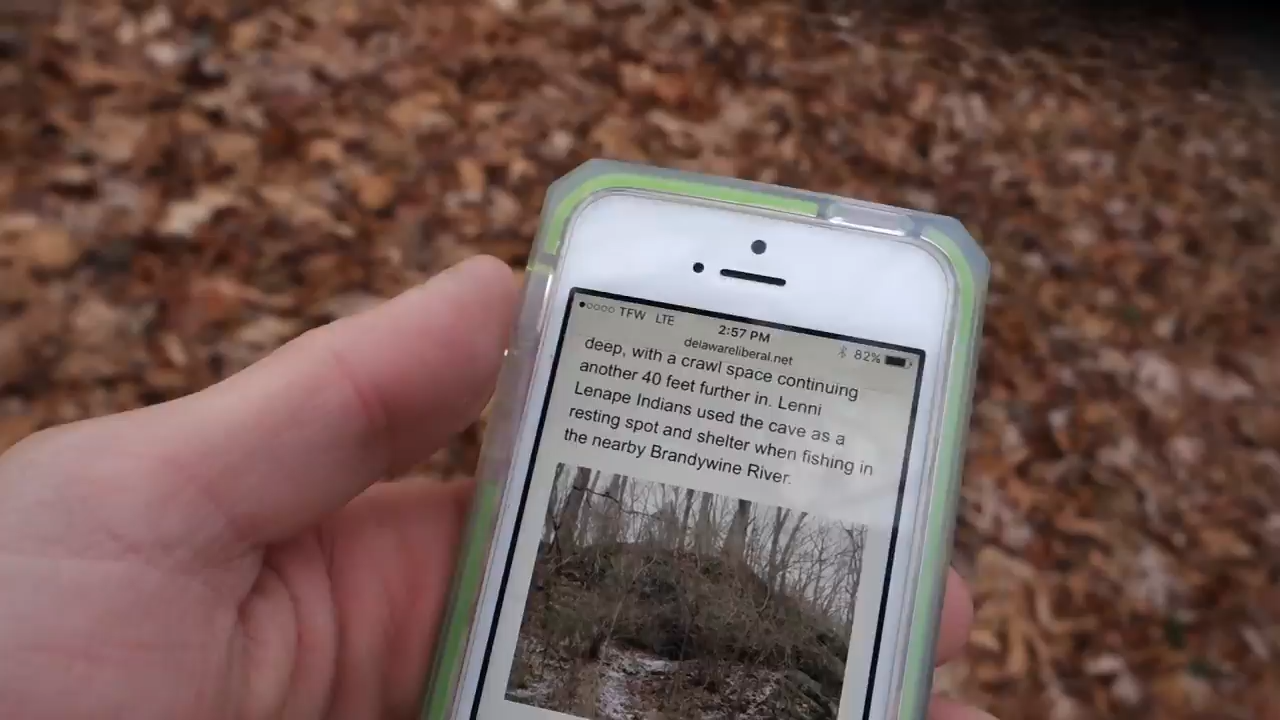 TFW LTE 2:57 PM 82%
delawareliberal.net
deep, with a crawl space continuing
another 40 feet further in. Lenni
Lenape Indians used the cave as a
resting spot and shelter when fishing in
the nearby Brandywine River.